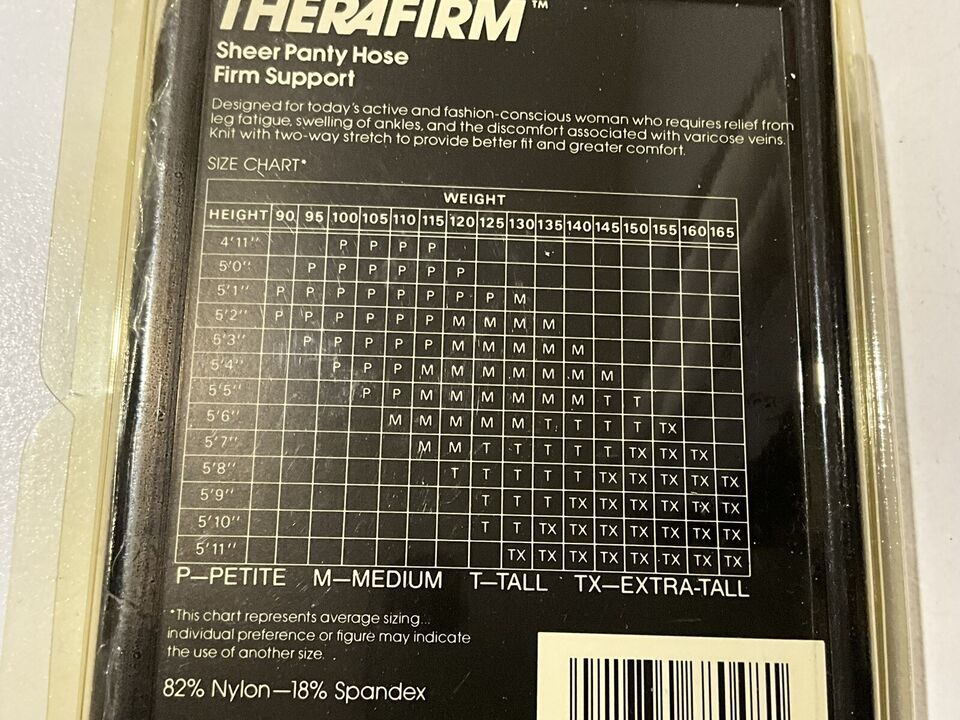 THERAFIRM™
Sheer Panty Hose
Firm Support
Designed for today's active and fashion-conscious woman who requires relief from
leg fatigue, swelling of ankles, and the discomfort associated with varicose veins.
Knit with two-way stretch to provide better fit and greater comfort.
SIZE CHART*
WEIGHT
HEIGHT 90 95 100 105 110 115 120 125 130 135 140 145 150 155 160 165
4'11" P P P P
5'0" P P P P P P
5'1" P P P P P P P P M
5'2" P P P P P P M M M M
5'3" P P P P P M M M M M
5'4" P P P M M M M M M M
5'5" P P M M M M M M T T
5'6" M M M M M T T T T TX
5'7" M M T T T T T TX TX TX
5'8" T T T T T TX TX TX TX TX
5'9" T T T TX TX TX TX TX TX
5'10" T T TX TX TX TX TX TX TX
5'11" TX TX TX TX TX TX TX TX
P—PETITE M—MEDIUM T—TALL TX—EXTRA-TALL
*This chart represents average sizing...
individual preference or figure may indicate
the use of another size.
82% Nylon—18% Spandex